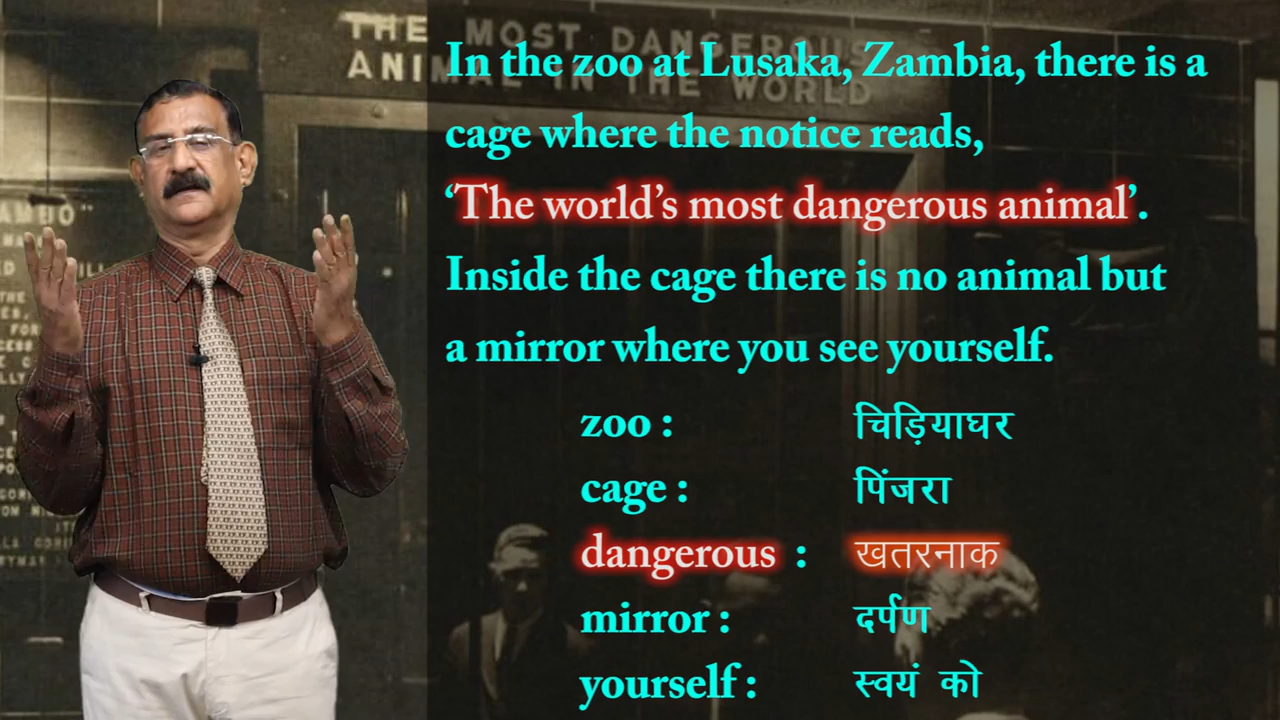 THE MOST DANGEROUS
ANIMAL IN THE WORLD
In the zoo at Lusaka, Zambia, there is a
cage where the notice reads,
‘The world’s most dangerous animal’.
Inside the cage there is no animal but
a mirror where you see yourself.
zoo : चिड़ियाघर
cage : पिंजरा
dangerous : खतरनाक
mirror : दर्पण
yourself : स्वयं को